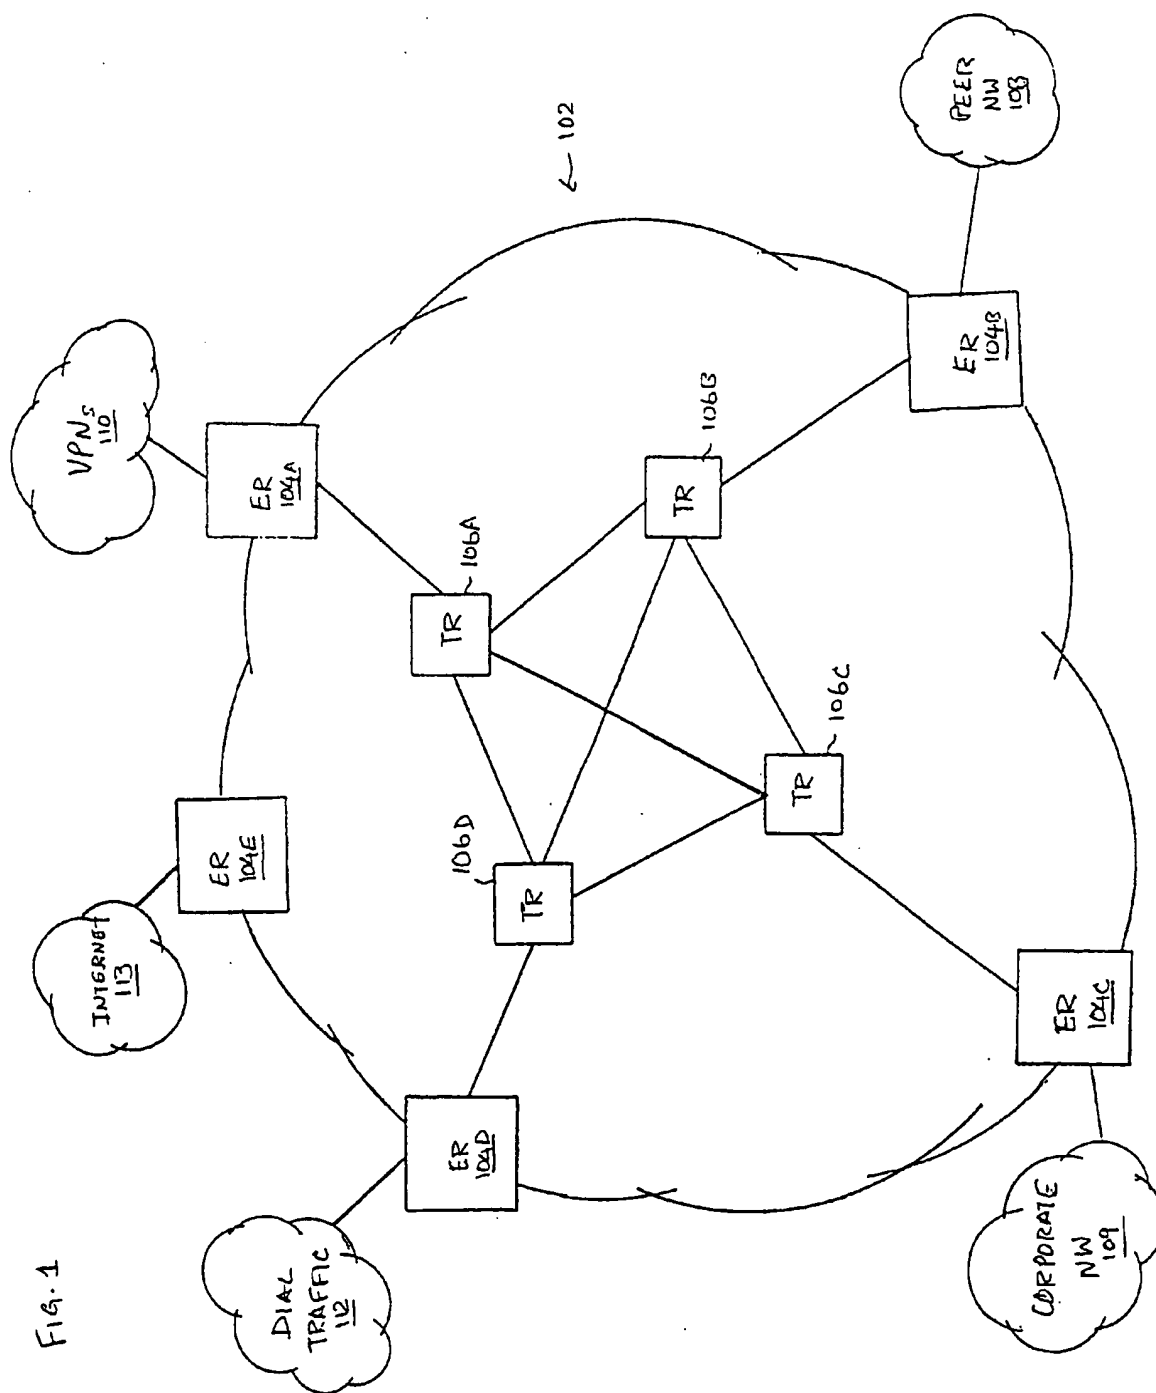 FIG. 1
VPNs
110
INTERNET
113
DIAL
TRAFFIC
112
ER
104E
ER
104A
ER
104D
106D
TR
106A
TR
102
106B
TR
106C
TR
PEER
NW
108
ER
104B
ER
104C
CORPORATE
NW
109